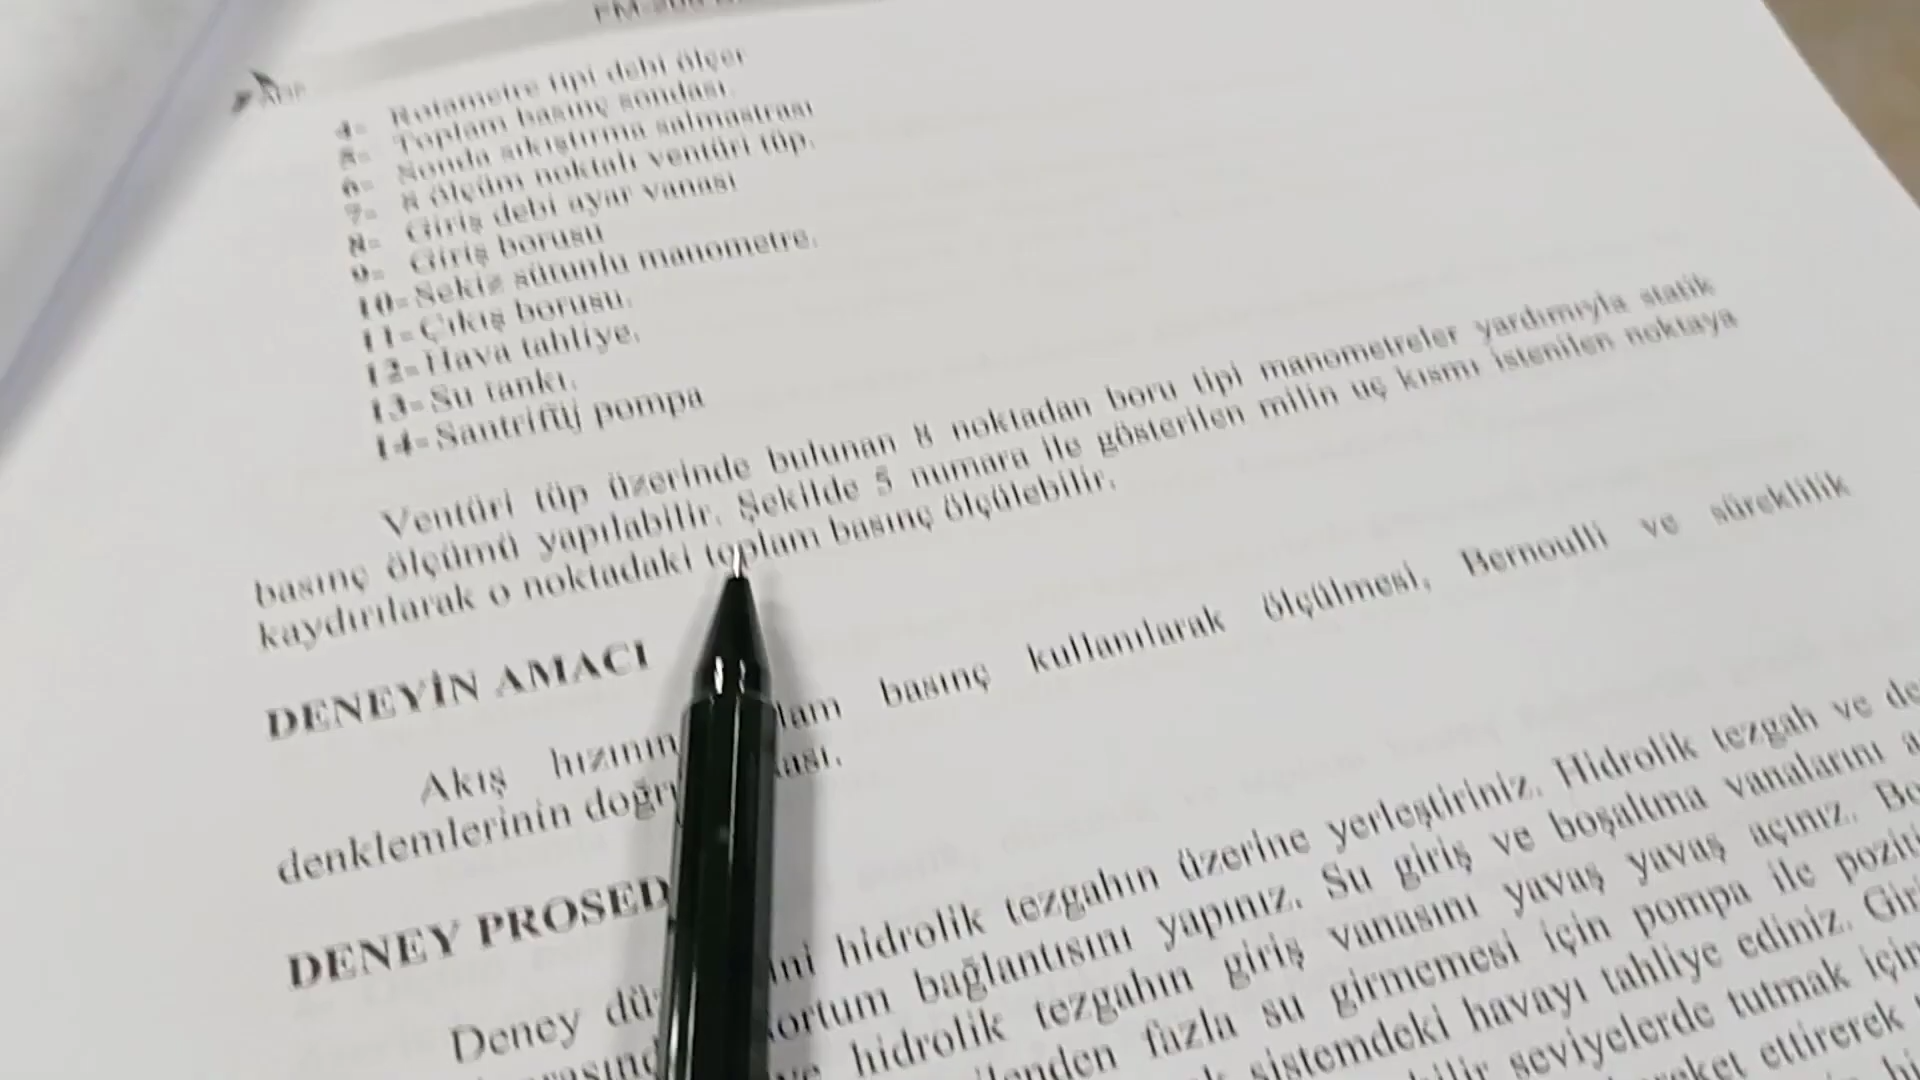 4- Rotametre tipi debi ölçer
5- Toplam basınç sondası.
6- Sonda sıkıştırma salmastrası
7- 8 ölçüm noktalı ventüri tüp.
8- Giriş debi ayar vanası
9- Giriş borusu
10- Sekiz sütunlu manometre.
11- Çıkış borusu.
12- Hava tahliye.
13- Su tankı.
14- Santrifüj pompa
Ventüri tüp üzerinde bulunan 8 noktadan boru tipi manometreler yardımıyla statik
basınç ölçümü yapılabilir. Şekilde 5 numara ile gösterilen milin uç kısmı istenilen noktaya
kaydırılarak o noktadaki toplam basınç ölçülebilir.
DENEYİN AMACI
Akış hızının basınç kullanılarak ölçülmesi, Bernoulli ve süreklilik
denklemlerinin
DENEY
Deney hidrolik tezgahın üzerine yerleştiriniz. Hidrolik tezgah ve
bağlantısını yapınız. Su giriş ve boşaltma vanalarını
hidrolik tezgahın giriş vanasını yavaş yavaş açınız.
fazla su girmemesi için pompa ile
sistemdeki havayı tahliye ediniz.
seviyelerde tutmak için
ettirerek